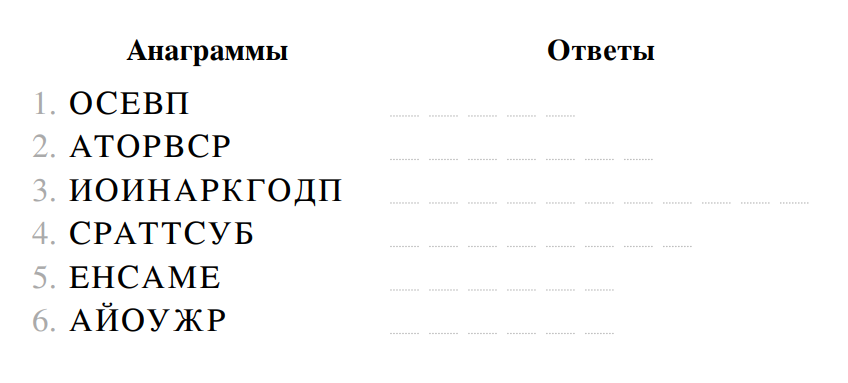 Анаграммы Ответы
1. ОСЕВП
2. АТОРВСР
3. ИОИНАРКГОДП
4. СРАТТСУБ
5. ЕНСАМЕ
6. АЙОУЖР